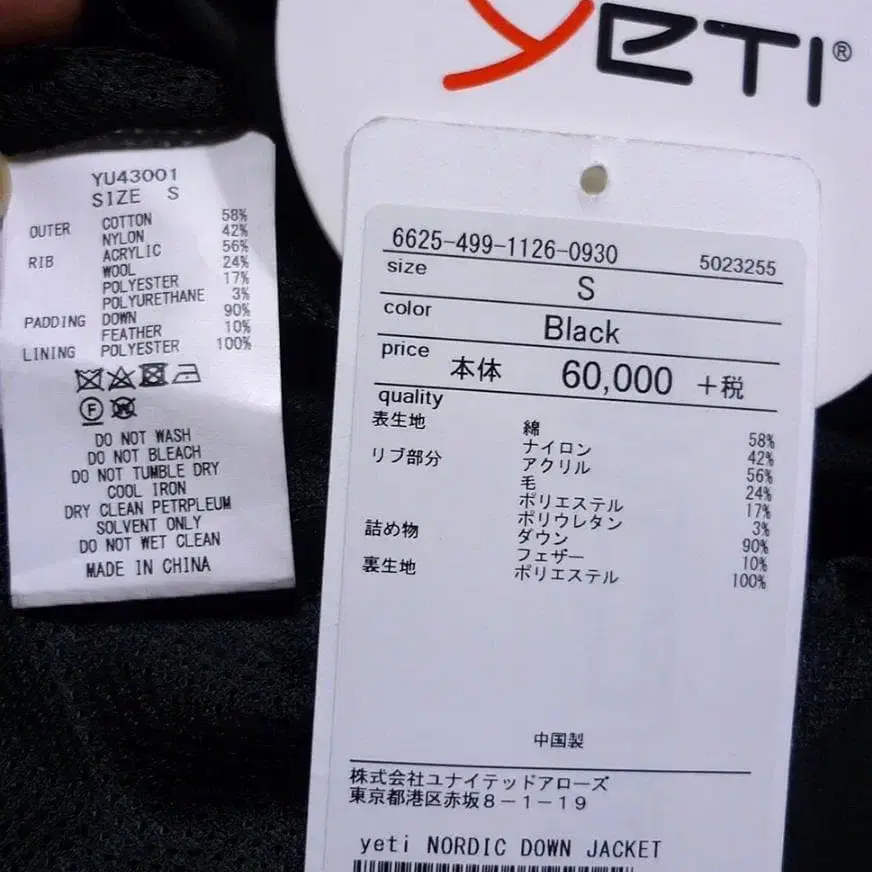 YETI®
YU43001
SIZE S
OUTER COTTON 58%
NYLON 42%
RIB ACRYLIC 56%
WOOL 24%
POLYESTER 17%
POLYURETHANE 3%
PADDING DOWN 90%
FEATHER 10%
LINING POLYESTER 100%
F
DO NOT WASH
DO NOT BLEACH
DO NOT TUMBLE DRY
COOL IRON
DRY CLEAN PETRPLEUM
SOLVENT ONLY
DO NOT WET CLEAN
MADE IN CHINA
6625-499-1126-0930 5023255
size S
color Black
price 本体 60,000 +税
quality
表生地 綿 58%
ナイロン 42%
リブ部分 アクリル 56%
毛 24%
ポリエステル 17%
ポリウレタン 3%
詰め物 ダウン 90%
フェザー 10%
裏生地 ポリエステル 100%
中国製
株式会社ユナイテッドアローズ
東京都港区赤坂8-1-19
yeti NORDIC DOWN JACKET